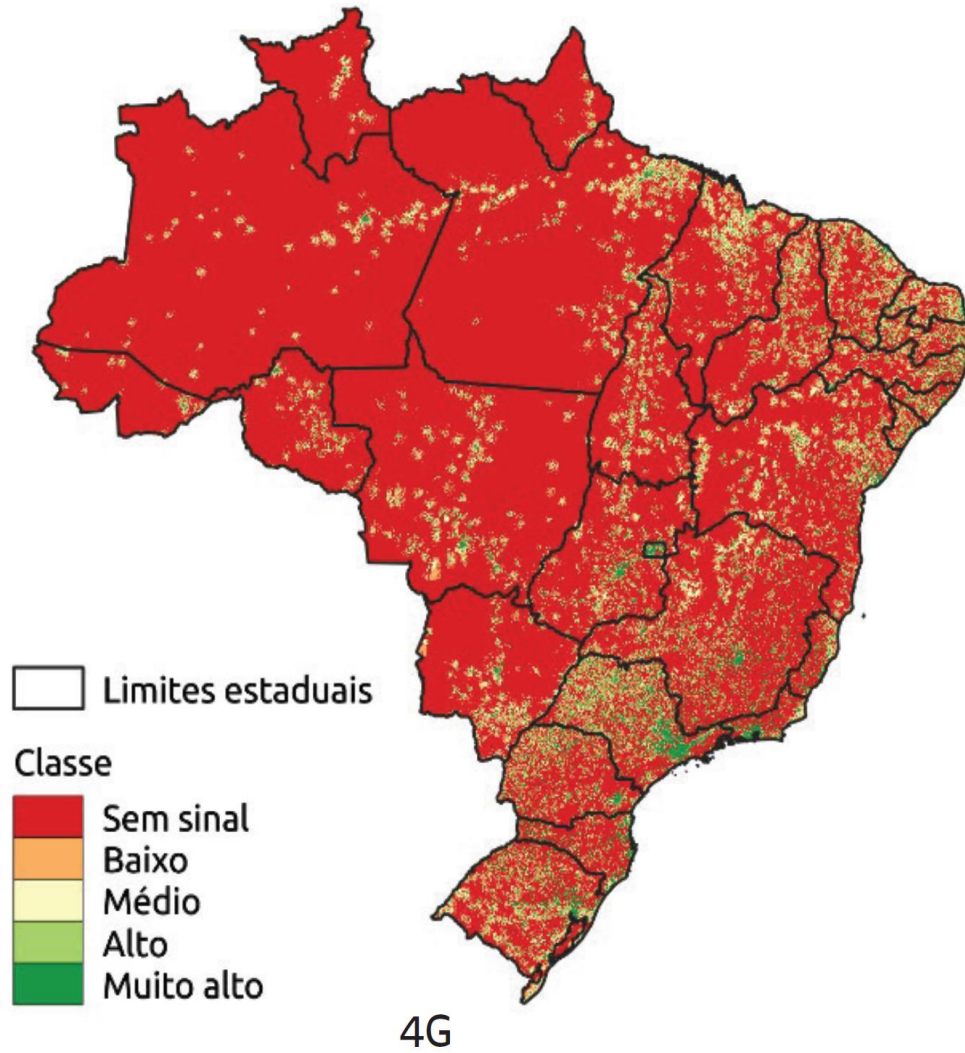 Limites estaduais
Classe
Sem sinal
Baixo
Médio
Alto
Muito alto
4G